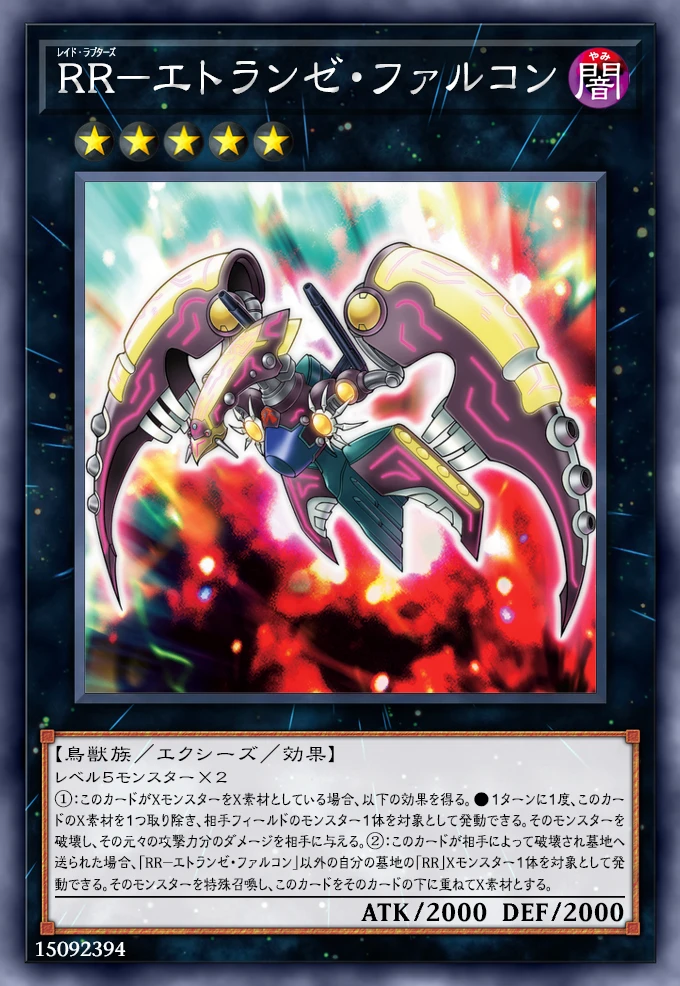 レイド・ラプターズ
RR－エトランゼ・ファルコン
やみ
闇
【鳥獣族／エクシーズ／効果】
レベル5モンスター×2
①:このカードがXモンスターをX素材としている場合、以下の効果を得る。●1ターンに1度、このカー
ドのX素材を1つ取り除き、相手フィールドのモンスター1体を対象として発動できる。そのモンスターを
破壊し、その元々の攻撃力分のダメージを相手に与える。②:このカードが相手によって破壊され墓地へ
送られた場合、「RR－エトランゼ・ファルコン」以外の自分の墓地の「RR」Xモンスター1体を対象として発
動できる。そのモンスターを特殊召喚し、このカードをそのカードの下に重ねてX素材とする。
ATK/2000 DEF/2000
15092394